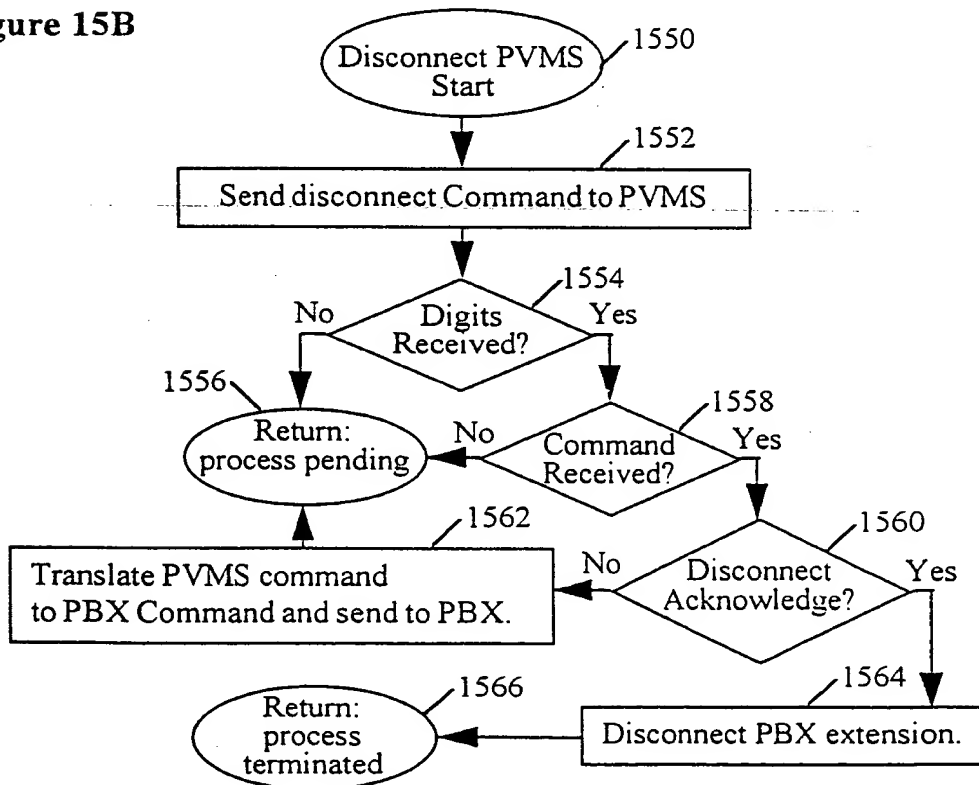 gure 15B
Disconnect PVMS
Start
1550
1552
Send disconnect Command to PVMS
1554
No
Digits
Received?
Yes
1556
Return:
process pending
1558
No
Command
Received?
Yes
1562
Translate PVMS command
to PBX Command and send to PBX.
1560
No
Disconnect
Acknowledge?
Yes
1564
Disconnect PBX extension.
1566
Return:
process
terminated